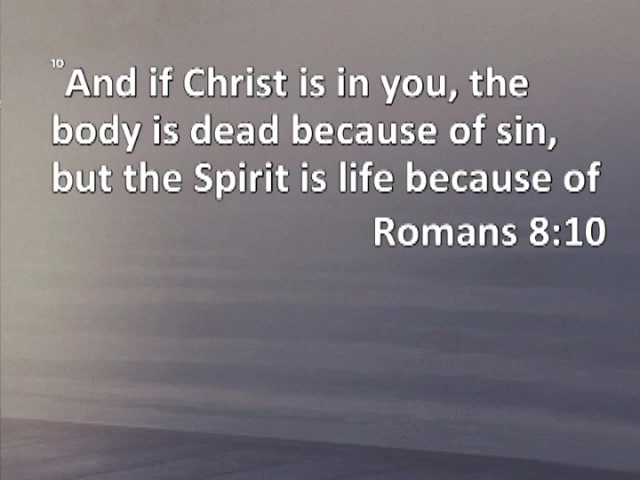 10And if Christ is in you, the
body is dead because of sin,
but the Spirit is life because of
Romans 8:10